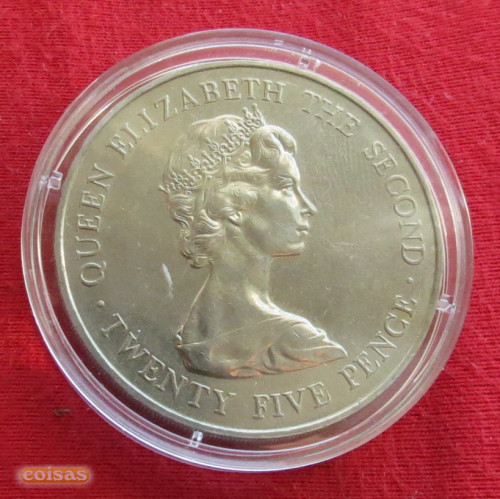 · QUEEN ELIZABETH THE SECOND ·
TWENTY FIVE PENCE
coisas